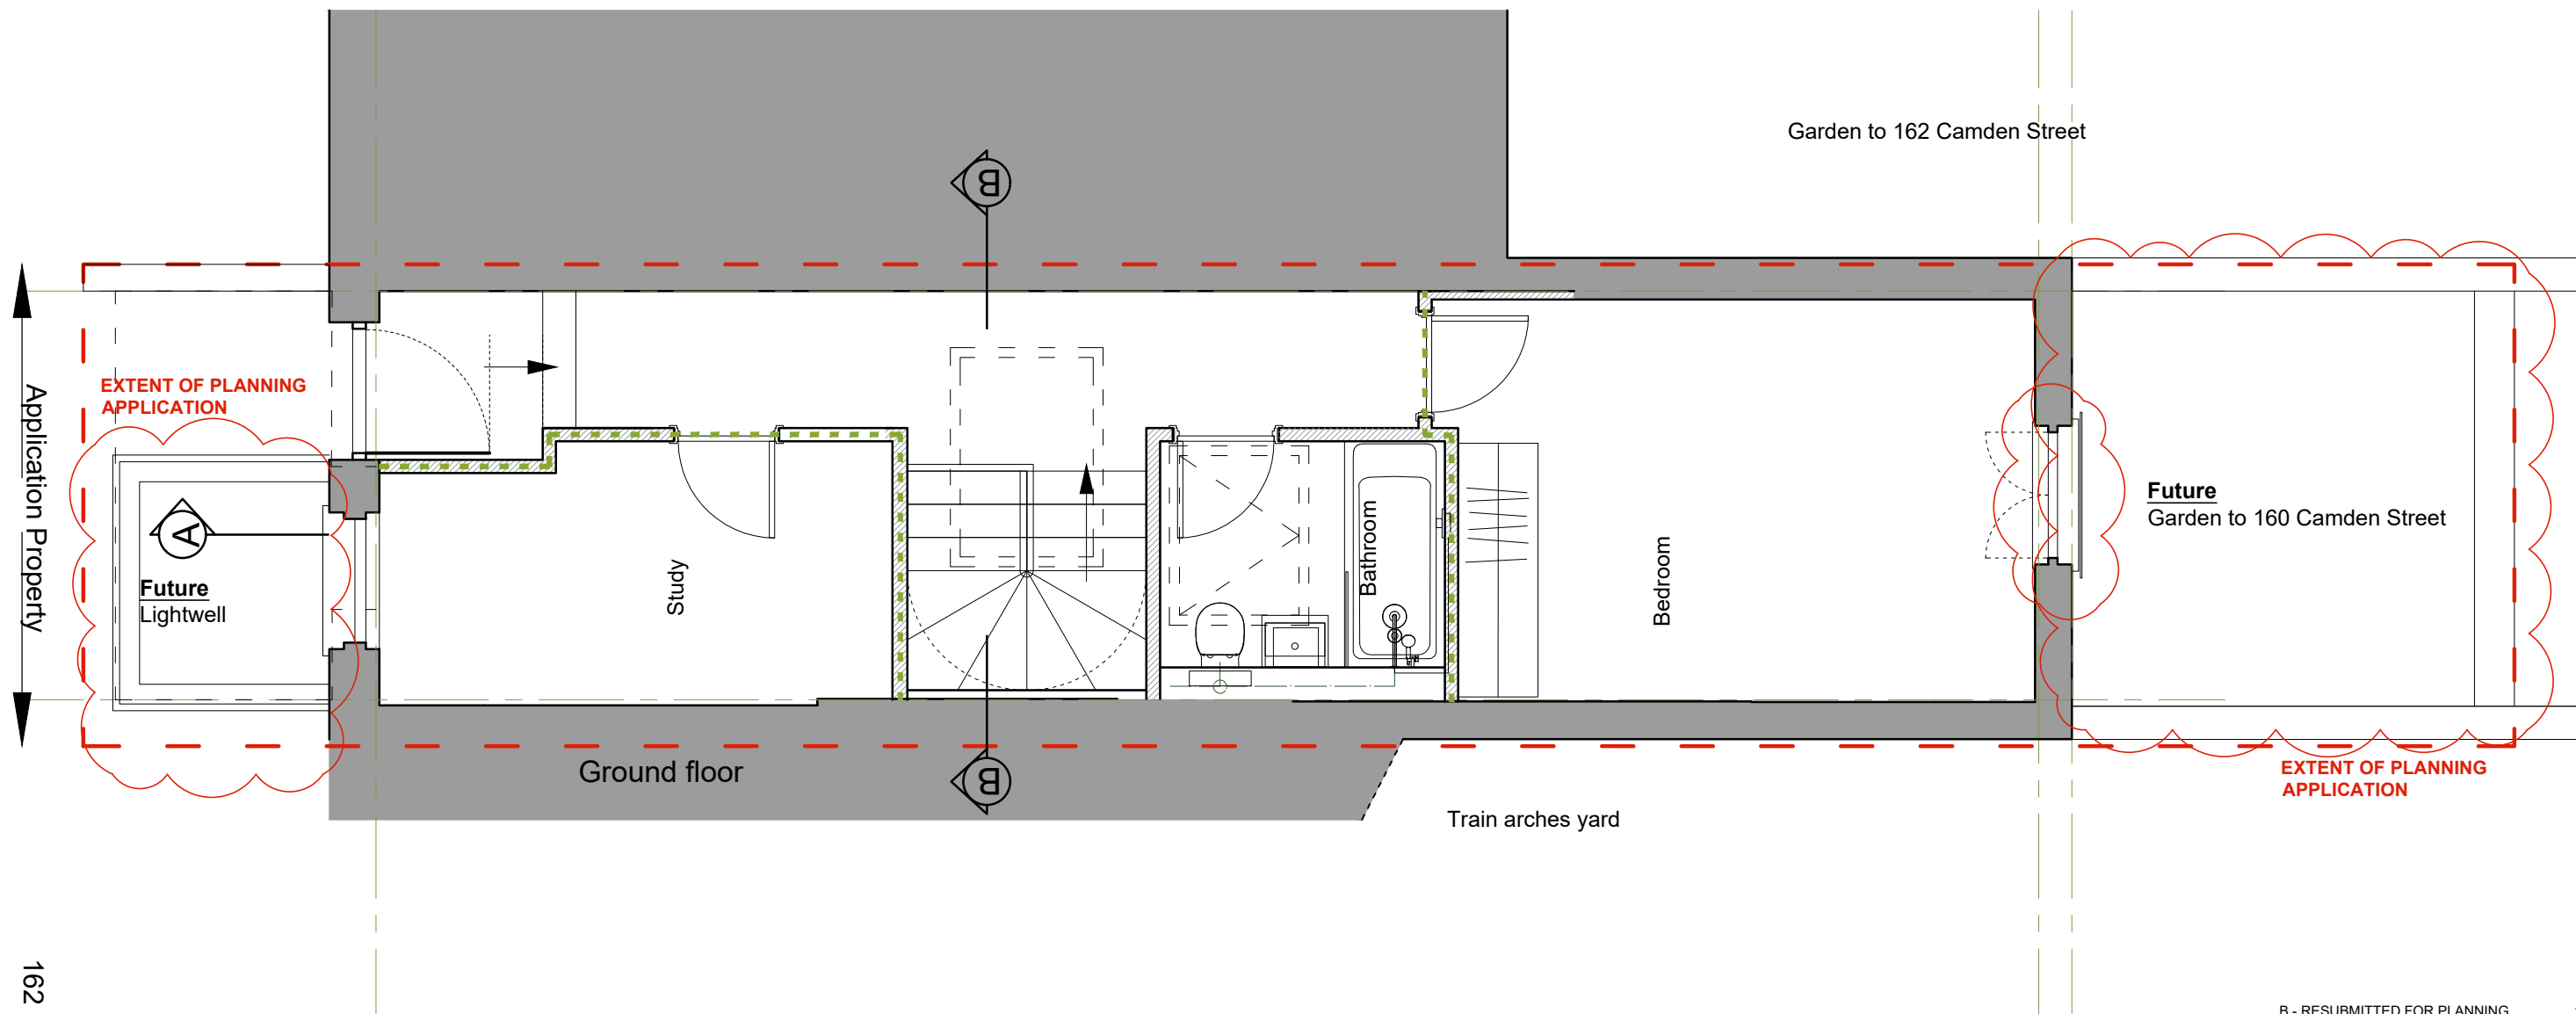 Garden to 162 Camden Street
B
EXTENT OF PLANNING
APPLICATION
Application Property
A
Future
Lightwell
Study
Bathroom
Bedroom
Future
Garden to 160 Camden Street
Ground floor
B
Train arches yard
EXTENT OF PLANNING
APPLICATION
162
B - RESUBMITTED FOR PLANNING